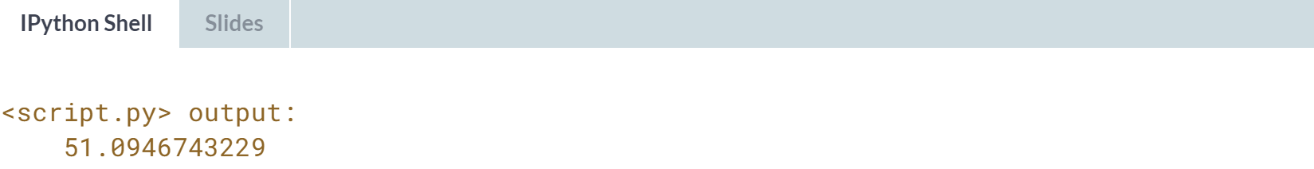 IPython Shell
Slides
<script.py> output:
51.0946743229